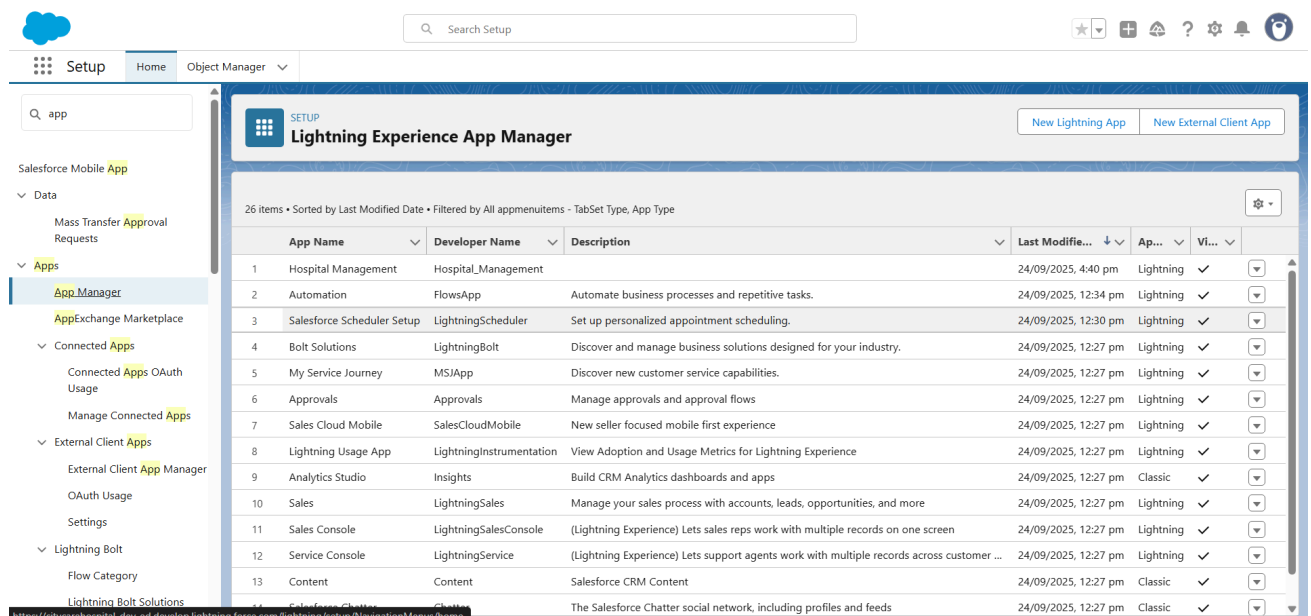 Search Setup
Setup
Home
Object Manager
app
Salesforce Mobile App
Data
Mass Transfer Approval
Requests
Apps
App Manager
AppExchange Marketplace
Connected Apps
Connected Apps OAuth
Usage
Manage Connected Apps
External Client Apps
External Client App Manager
OAuth Usage
Settings
Lightning Bolt
Flow Category
Lightning Bolt Solutions
SETUP
Lightning Experience App Manager
New Lightning App
New External Client App
26 items • Sorted by Last Modified Date • Filtered by All appmenuitems - TabSet Type, App Type
App Name Developer Name Description Last Modifie... Ap... Vi...
1 Hospital Management Hospital_Management 24/09/2025, 4:40 pm Lightning
2 Automation FlowsApp Automate business processes and repetitive tasks. 24/09/2025, 12:34 pm Lightning
3 Salesforce Scheduler Setup LightningScheduler Set up personalized appointment scheduling. 24/09/2025, 12:30 pm Lightning
4 Bolt Solutions LightningBolt Discover and manage business solutions designed for your industry. 24/09/2025, 12:27 pm Lightning
5 My Service Journey MSJApp Discover new customer service capabilities. 24/09/2025, 12:27 pm Lightning
6 Approvals Approvals Manage approvals and approval flows 24/09/2025, 12:27 pm Lightning
7 Sales Cloud Mobile SalesCloudMobile New seller focused mobile first experience 24/09/2025, 12:27 pm Lightning
8 Lightning Usage App LightningInstrumentation View Adoption and Usage Metrics for Lightning Experience 24/09/2025, 12:27 pm Lightning
9 Analytics Studio Insights Build CRM Analytics dashboards and apps 24/09/2025, 12:27 pm Classic
10 Sales LightningSales Manage your sales process with accounts, leads, opportunities, and more 24/09/2025, 12:27 pm Lightning
11 Sales Console LightningSalesConsole (Lightning Experience) Lets sales reps work with multiple records on one screen 24/09/2025, 12:27 pm Lightning
12 Service Console LightningService (Lightning Experience) Lets support agents work with multiple records across customer ... 24/09/2025, 12:27 pm Lightning
13 Content Content Salesforce CRM Content 24/09/2025, 12:27 pm Classic
14 Salesforce Chatter Chatter The Salesforce Chatter social network, including profiles and feeds 24/09/2025, 12:27 pm Classic